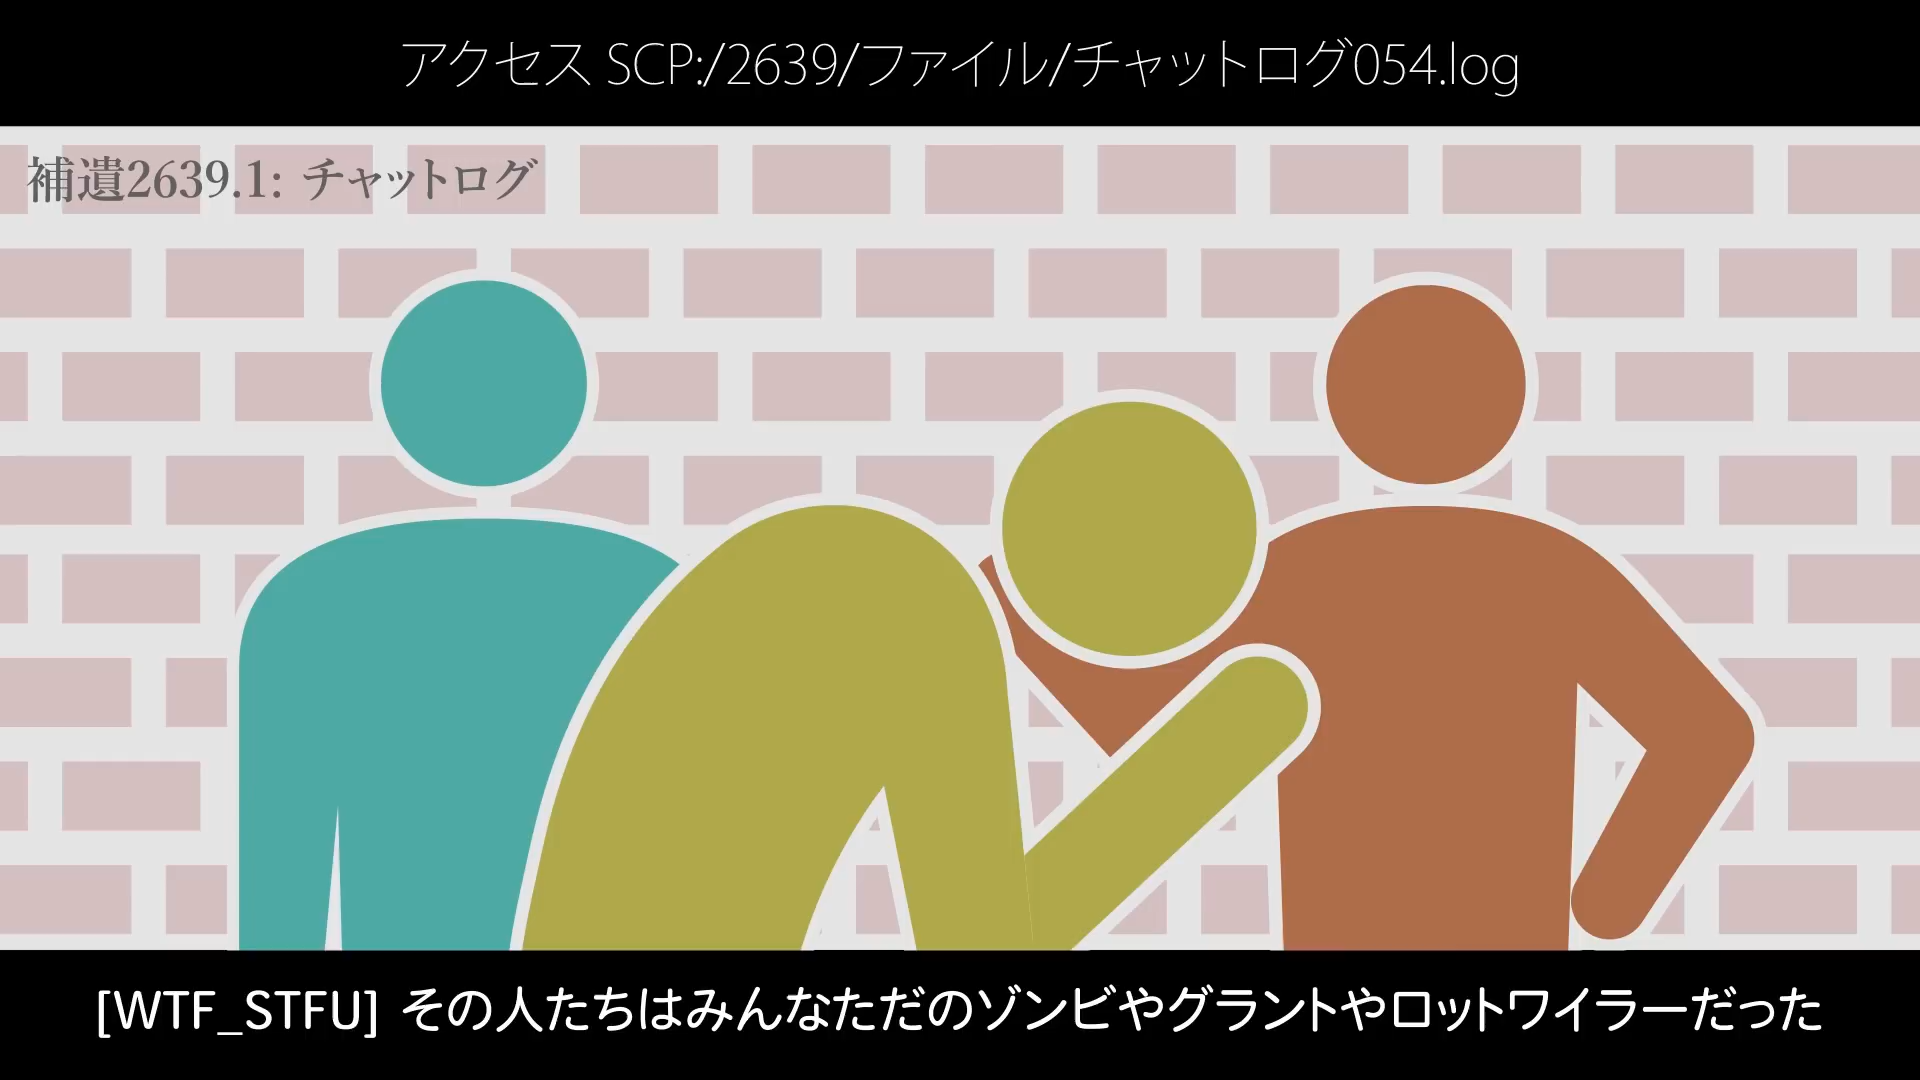 アクセス SCP:/2639/ファイル/チャットログ054.log
補遺2639.1: チャットログ
[WTF_STFU] その人たちはみんなただのゾンビやグラントやロットワイラーだった